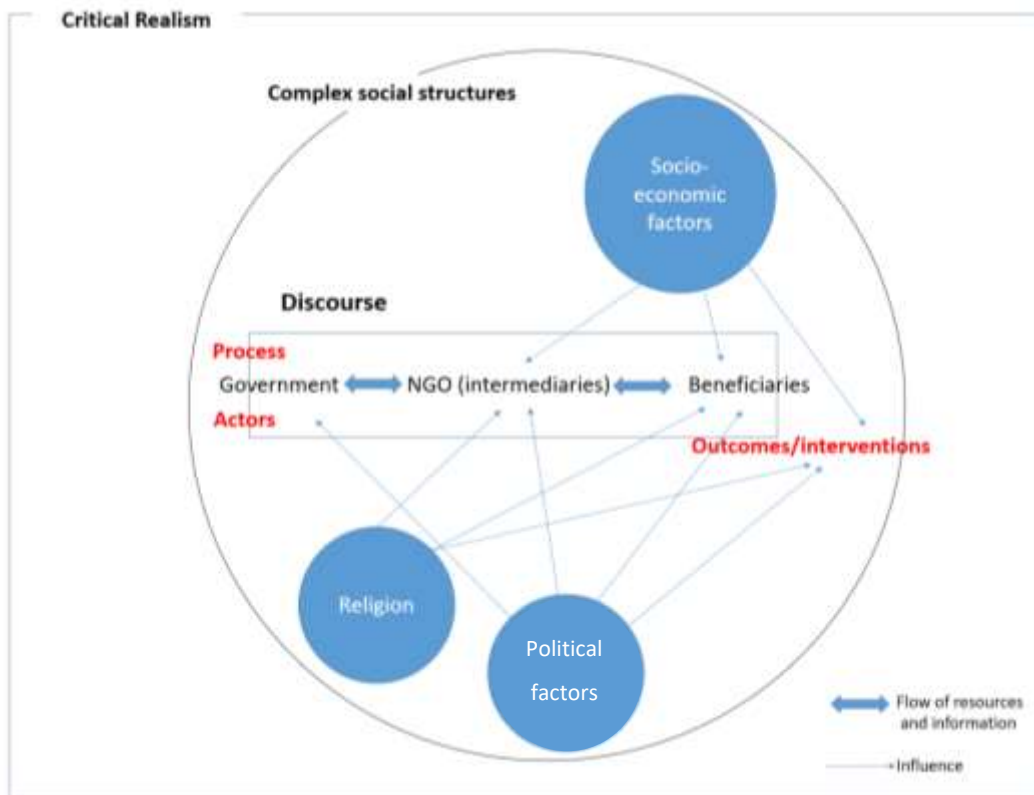 Critical Realism
Complex social structures
Socio-
economic
factors
Discourse
Process
Government
NGO (intermediaries)
Beneficiaries
Actors
Outcomes/interventions
Religion
Political
factors
Flow of resources
and information
Influence